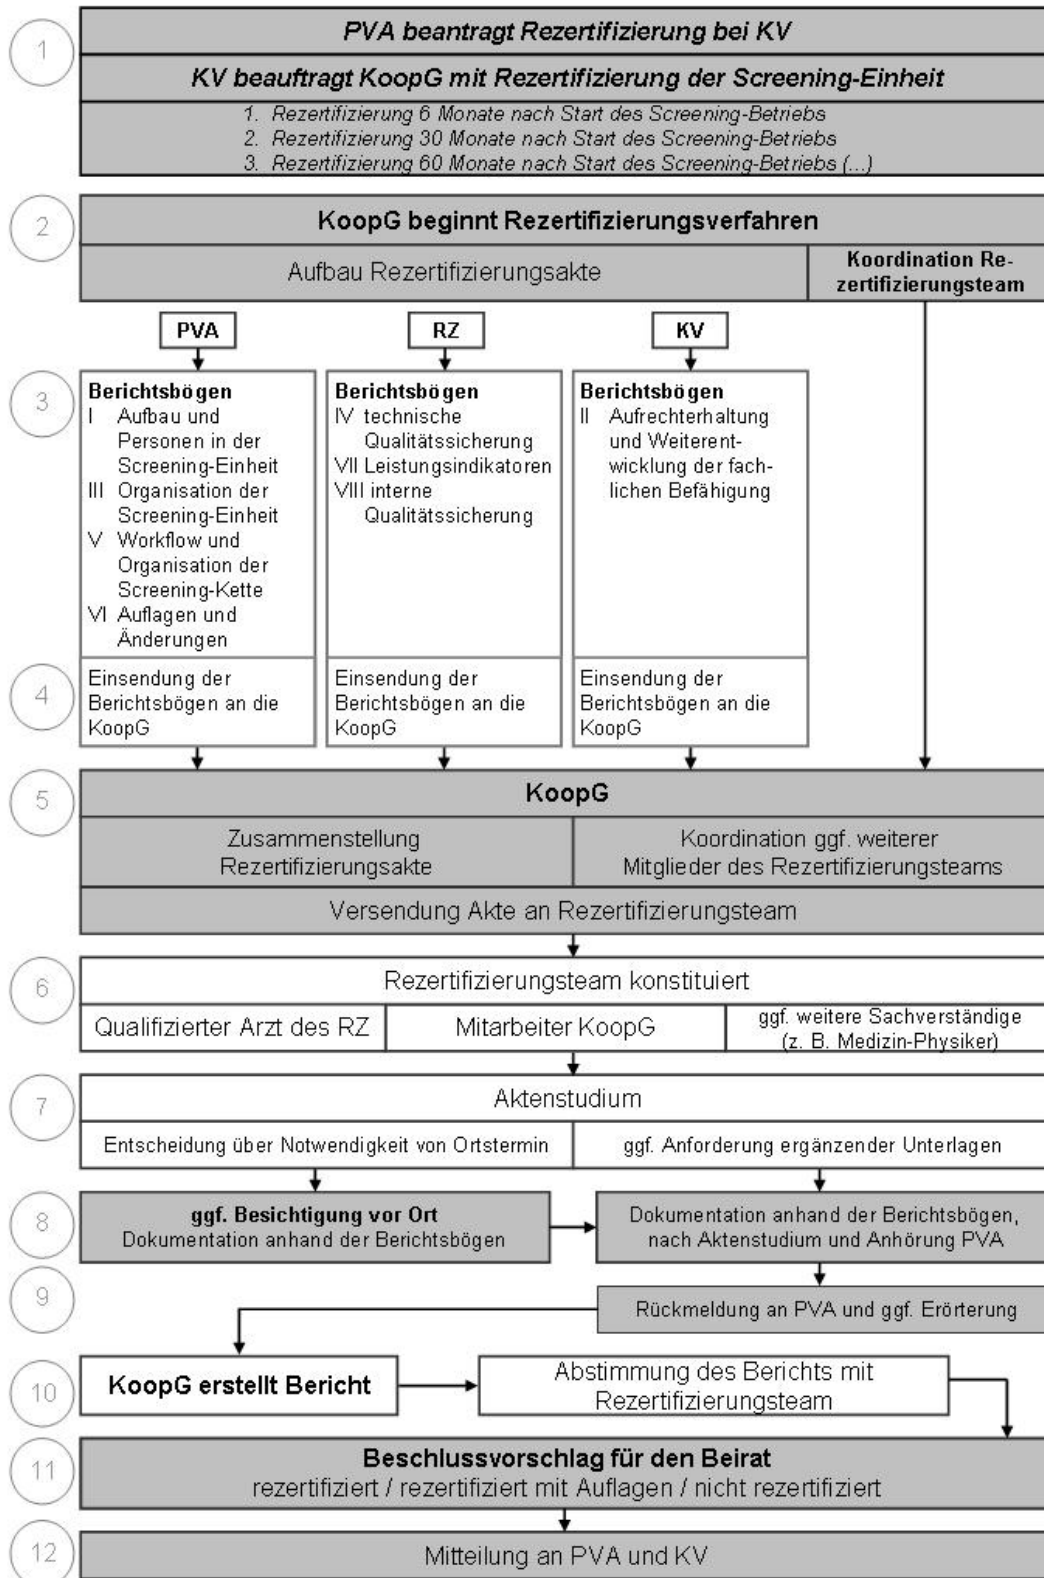 1
PVA beantragt Rezertifizierung bei KV
KV beauftragt KoopG mit Rezertifizierung der Screening-Einheit
1. Rezertifizierung 6 Monate nach Start des Screening-Betriebs
2. Rezertifizierung 30 Monate nach Start des Screening-Betriebs
3. Rezertifizierung 60 Monate nach Start des Screening-Betriebs (...)
2
KoopG beginnt Rezertifizierungsverfahren
Aufbau Rezertifizierungsakte
Koordination Re-
zertifizierungsteam
PVA
RZ
KV
3
Berichtsbögen
I Aufbau und
Personen in der
Screening-Einheit
III Organisation der
Screening-Einheit
V Workflow und
Organisation der
Screening-Kette
VI Auflagen und
Änderungen
Berichtsbögen
IV technische
Qualitätssicherung
VII Leistungsindikatoren
VIII interne
Qualitätssicherung
Berichtsbögen
II Aufrechterhaltung
und Weiterent-
wicklung der fach-
lichen Befähigung
4
Einsendung der
Berichtsbögen an die
KoopG
Einsendung der
Berichtsbögen an die
KoopG
Einsendung der
Berichtsbögen an die
KoopG
5
KoopG
Zusammenstellung
Rezertifizierungsakte
Koordination ggf. weiterer
Mitglieder des Rezertifizierungsteams
Versendung Akte an Rezertifizierungsteam
6
Rezertifizierungsteam konstituiert
Qualifizierter Arzt des RZ
Mitarbeiter KoopG
ggf. weitere Sachverständige
(z. B. Medizin-Physiker)
7
Aktenstudium
Entscheidung über Notwendigkeit von Ortstermin
ggf. Anforderung ergänzender Unterlagen
8
ggf. Besichtigung vor Ort
Dokumentation anhand der Berichtsbögen
Dokumentation anhand der Berichtsbögen,
nach Aktenstudium und Anhörung PVA
9
Rückmeldung an PVA und ggf. Erörterung
10
KoopG erstellt Bericht
Abstimmung des Berichts mit
Rezertifizierungsteam
11
Beschlussvorschlag für den Beirat
rezertifiziert / rezertifiziert mit Auflagen / nicht rezertifiziert
12
Mitteilung an PVA und KV